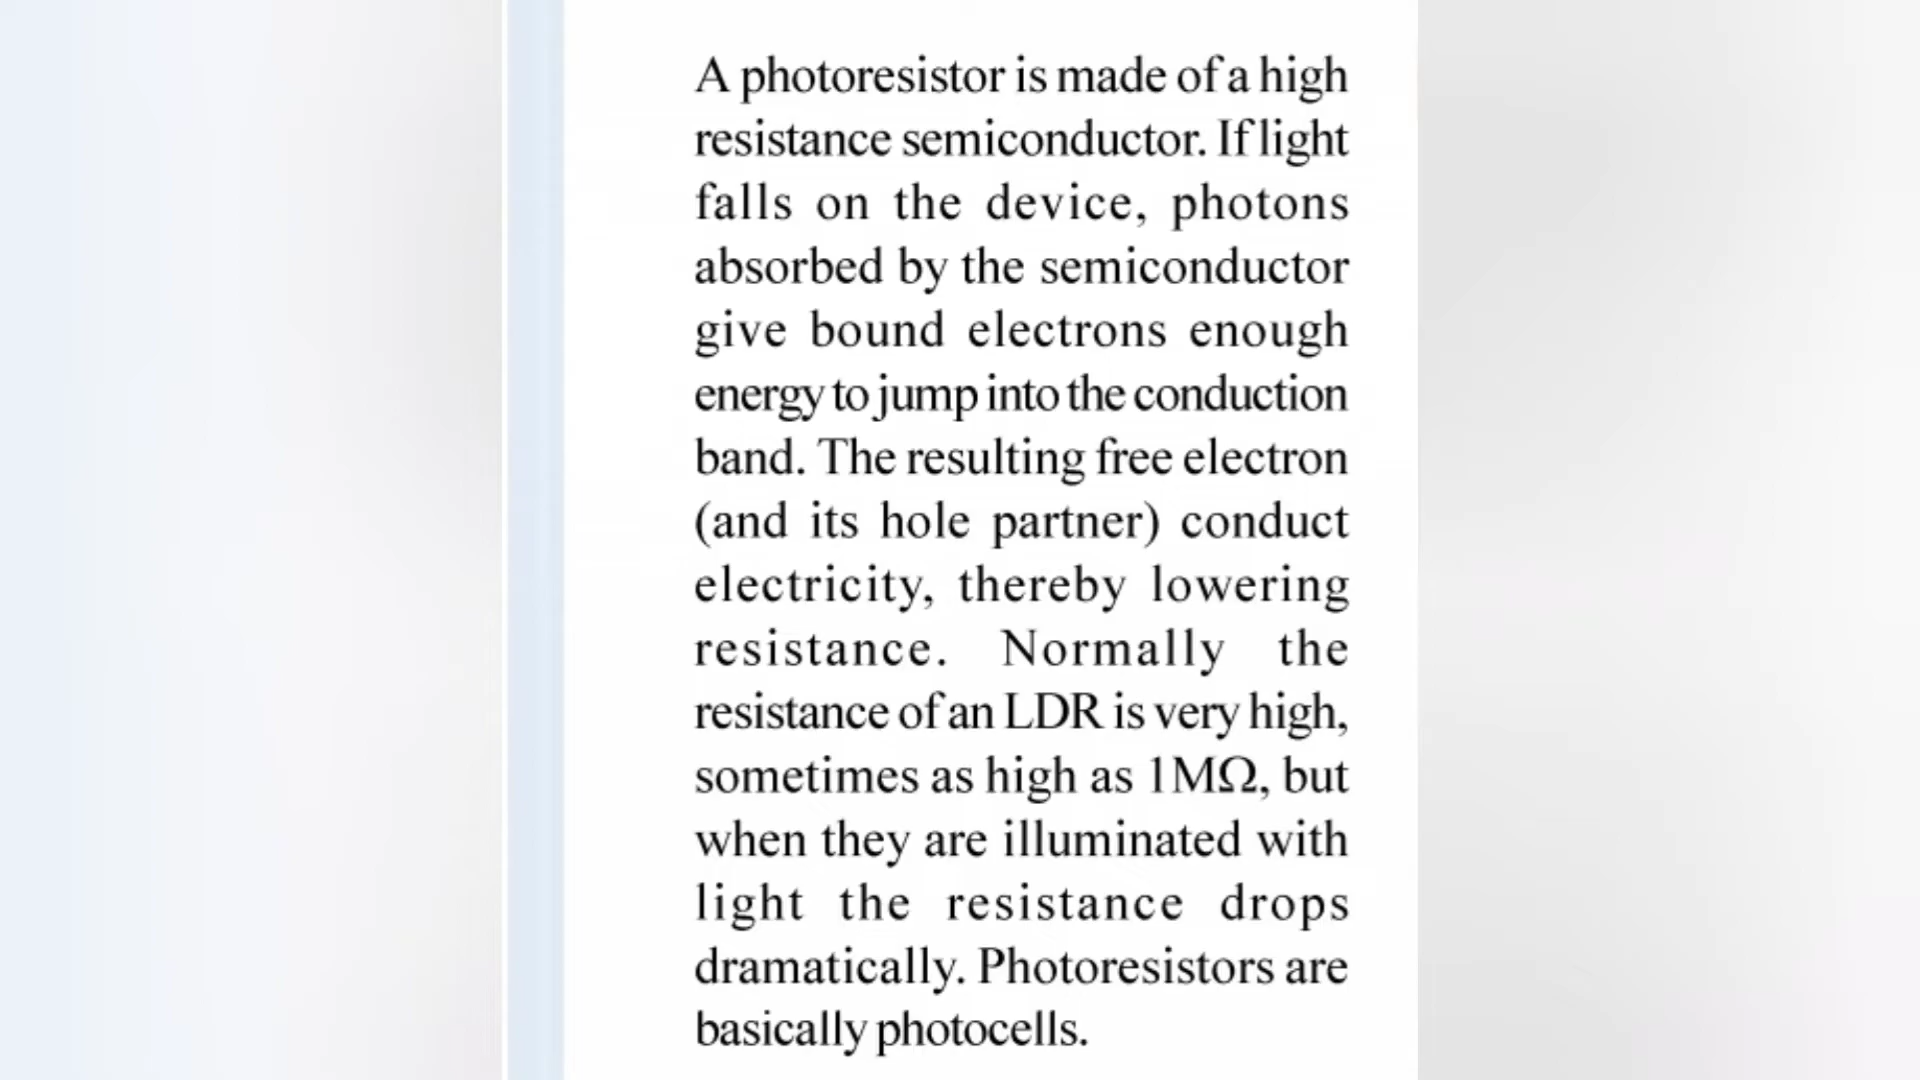 A photoresistor is made of a high
resistance semiconductor. If light
falls on the device, photons
absorbed by the semiconductor
give bound electrons enough
energy to jump into the conduction
band. The resulting free electron
(and its hole partner) conduct
electricity, thereby lowering
resistance. Normally the
resistance of an LDR is very high,
sometimes as high as 1MΩ, but
when they are illuminated with
light the resistance drops
dramatically. Photoresistors are
basically photocells.